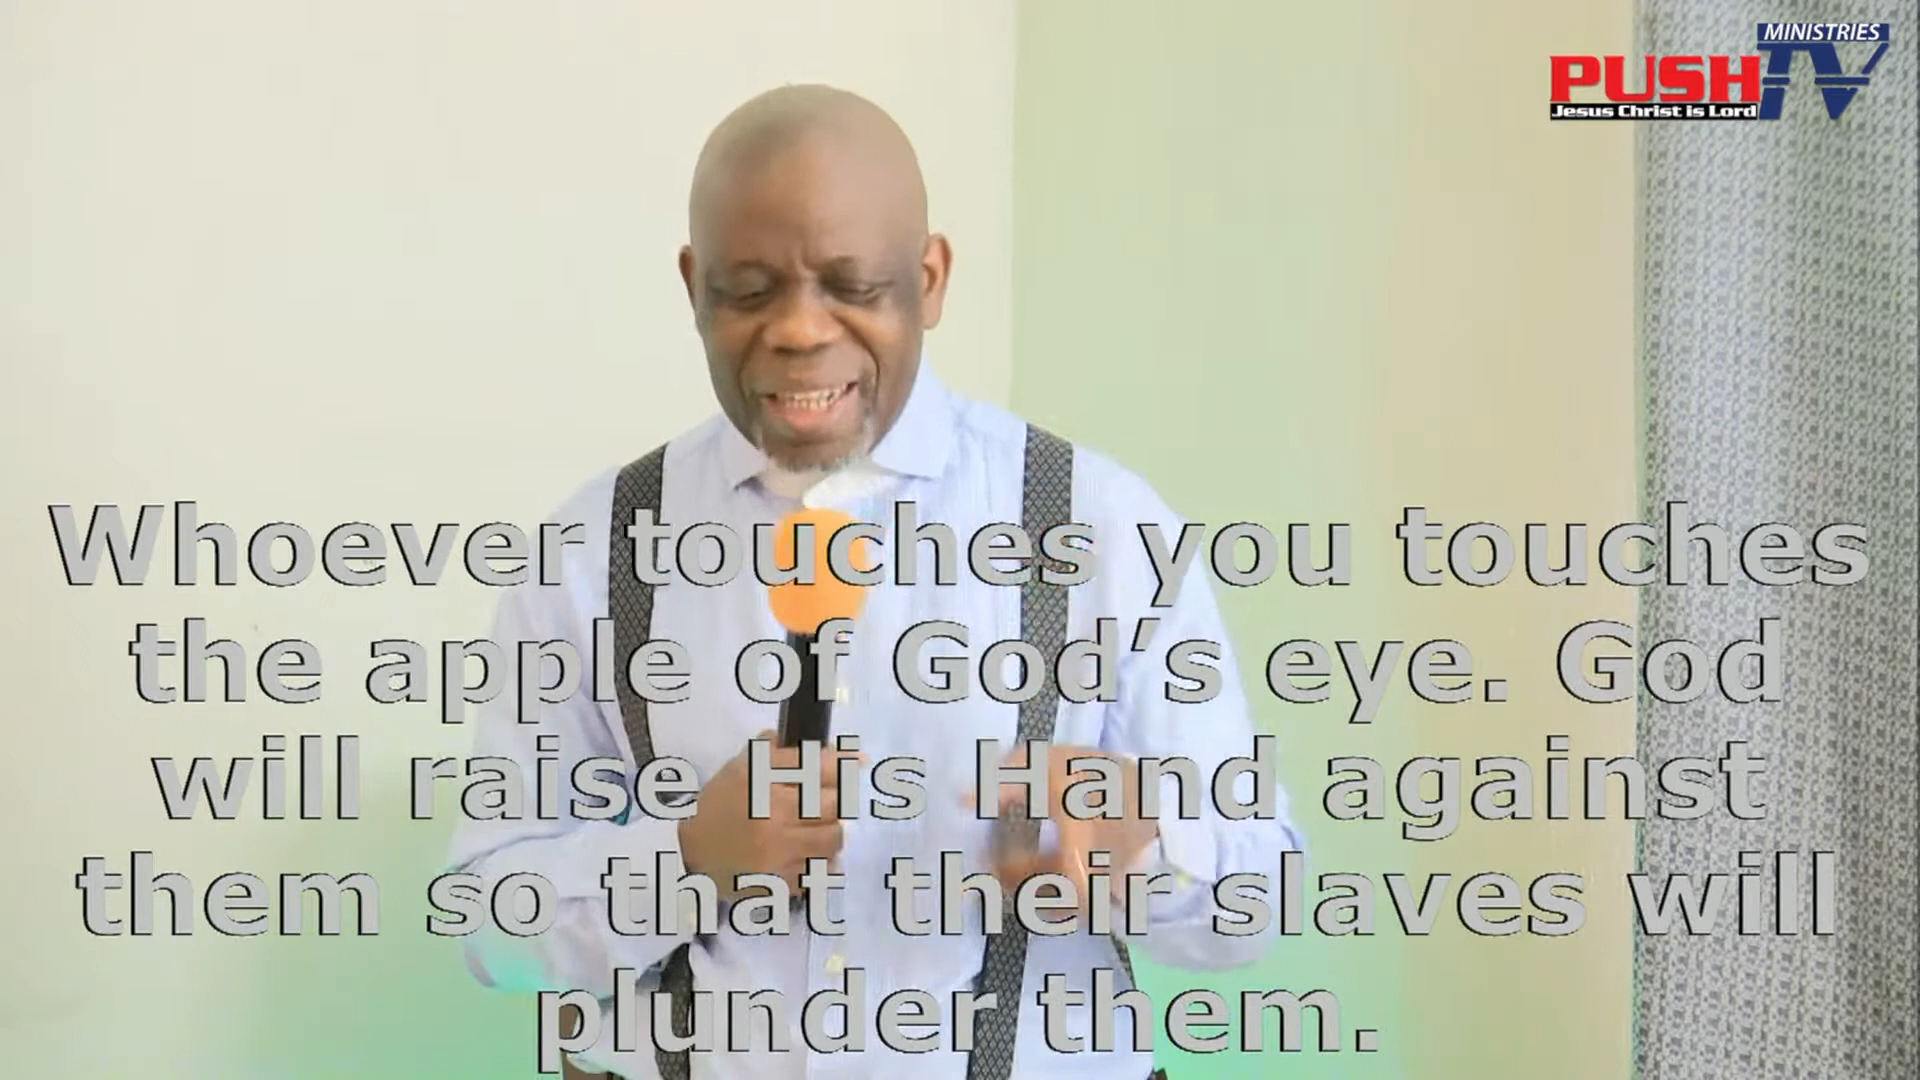 MINISTRIES
PUSH TV
Jesus Christ is Lord
Whoever touches you touches
the apple of God’s eye. God
will raise His Hand against
them so that their slaves will
plunder them.